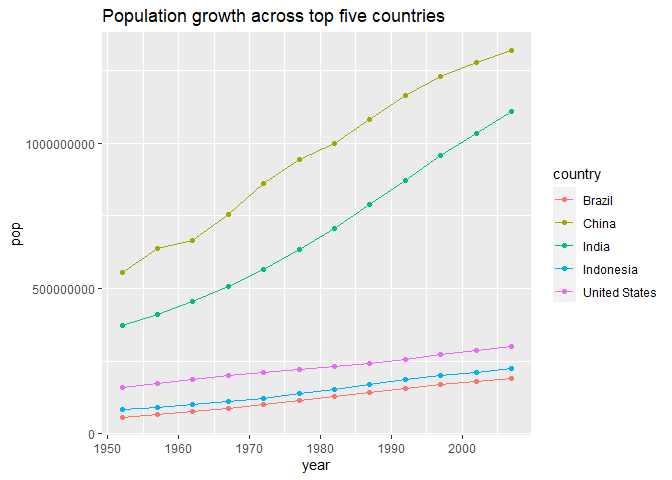 Population growth across top five countries
1000000000
500000000
0
pop
1950 1960 1970 1980 1990 2000
year
country
Brazil
China
India
Indonesia
United States